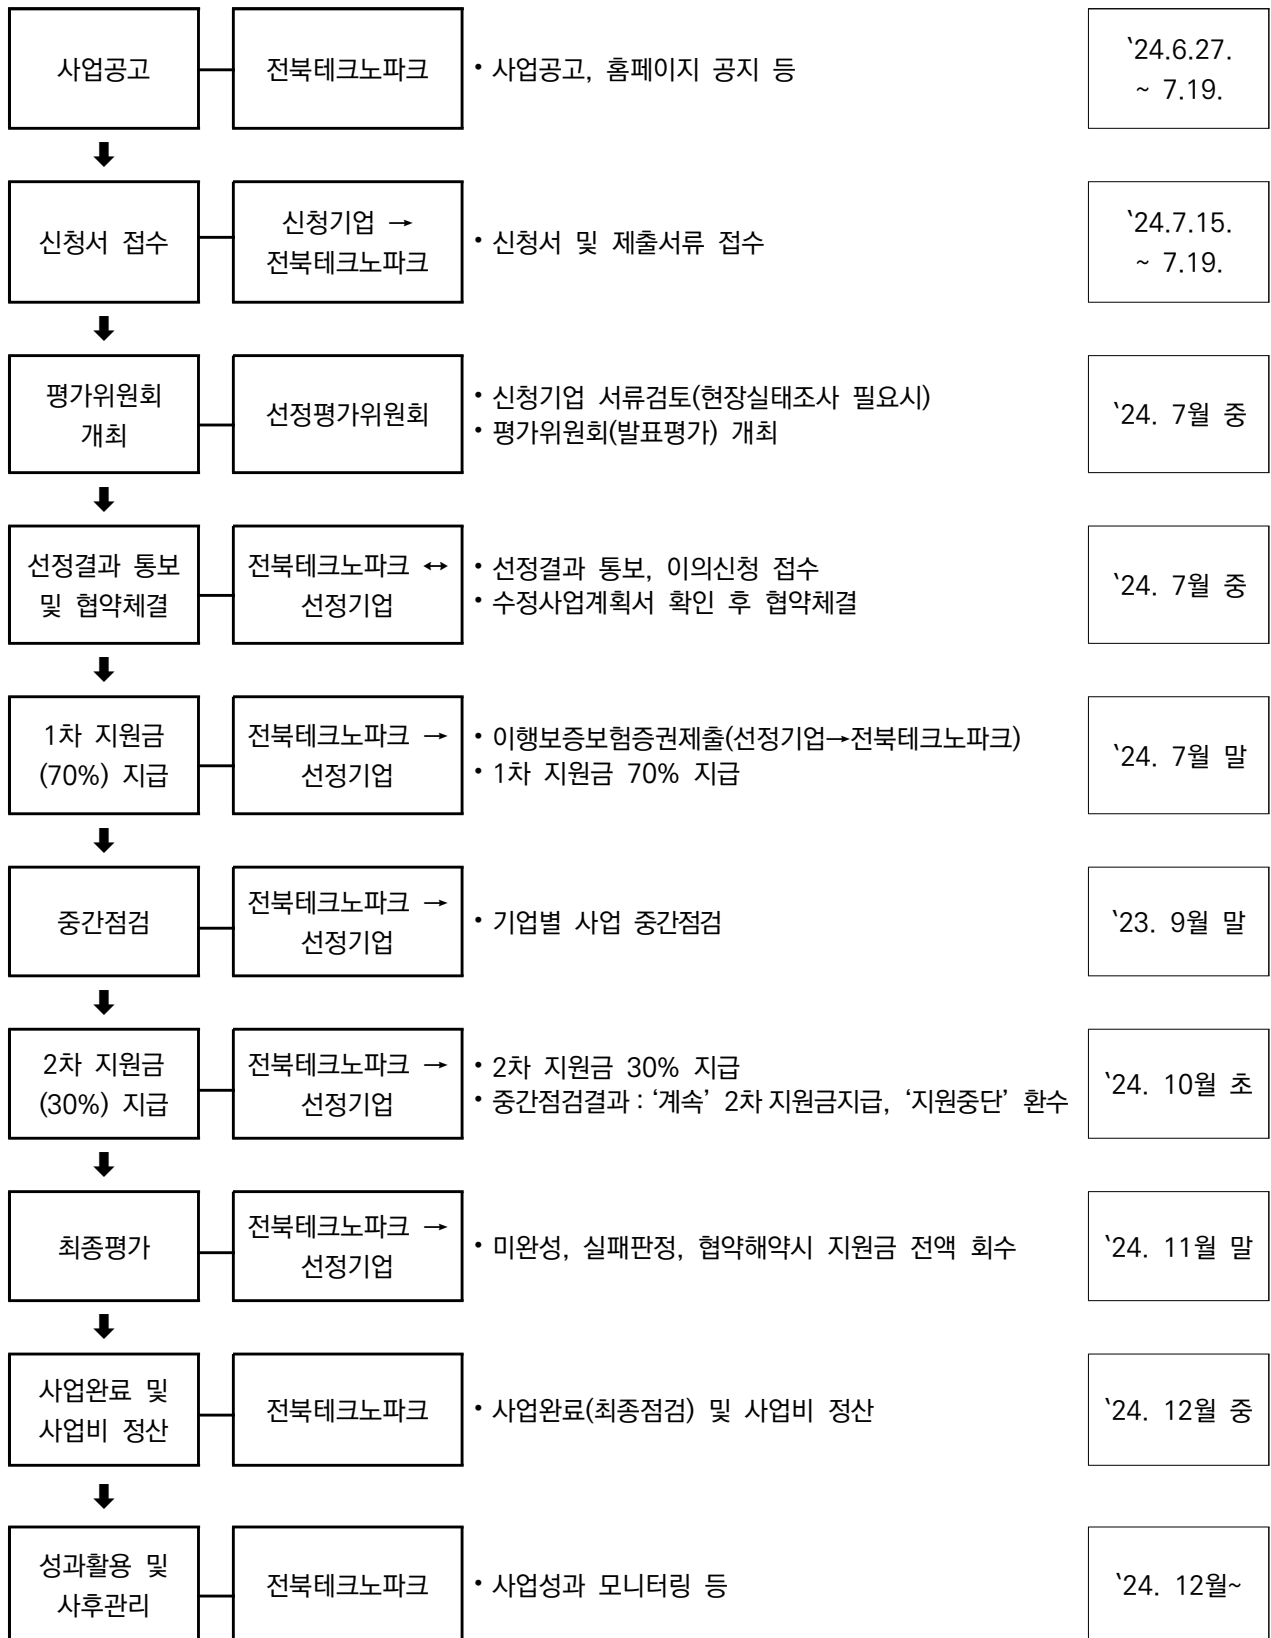 사업공고
전북테크노파크
• 사업공고, 홈페이지 공지 등
‵24.6.27.
~ 7.19.
⬇
신청서 접수
신청기업 →
전북테크노파크
• 신청서 및 제출서류 접수
‵24.7.15.
~ 7.19.
⬇
평가위원회
개최
선정평가위원회
• 신청기업 서류검토(현장실태조사 필요시)
• 평가위원회(발표평가) 개최
‵24. 7월 중
⬇
선정결과 통보
및 협약체결
전북테크노파크 ↔
선정기업
• 선정결과 통보, 이의신청 접수
• 수정사업계획서 확인 후 협약체결
‵24. 7월 중
⬇
1차 지원금
(70%) 지급
전북테크노파크 →
선정기업
• 이행보증보험증권제출(선정기업→전북테크노파크)
• 1차 지원금 70% 지급
‵24. 7월 말
⬇
중간점검
전북테크노파크 →
선정기업
• 기업별 사업 중간점검
‵23. 9월 말
⬇
2차 지원금
(30%) 지급
전북테크노파크 →
선정기업
• 2차 지원금 30% 지급
• 중간점검결과 : ‘계속’ 2차 지원금지급, ‘지원중단’ 환수
‵24. 10월 초
⬇
최종평가
전북테크노파크 →
선정기업
• 미완성, 실패판정, 협약해약시 지원금 전액 회수
‵24. 11월 말
⬇
사업완료 및
사업비 정산
전북테크노파크
• 사업완료(최종점검) 및 사업비 정산
‵24. 12월 중
⬇
성과활용 및
사후관리
전북테크노파크
• 사업성과 모니터링 등
‵24. 12월~